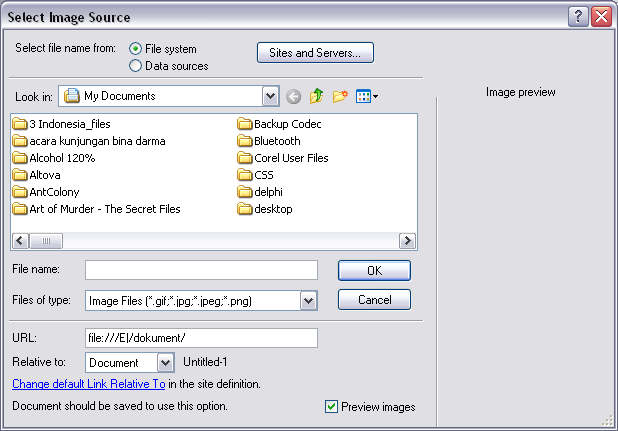 Select Image Source
Select file name from: File system Sites and Servers...
Data sources
Look in: My Documents
Image preview
3 Indonesia_files Backup Codec
acara kunjungan bina darma Bluetooth
Alcohol 120% Corel User Files
Altova CSS
AntColony delphi
Art of Murder - The Secret Files desktop
File name: OK
Files of type: Image Files (*.gif;*.jpg;*.jpeg;*.png) Cancel
URL: file:///E|/dokument/
Relative to: Document Untitled-1
Change default Link Relative To in the site definition.
Document should be saved to use this option. Preview images